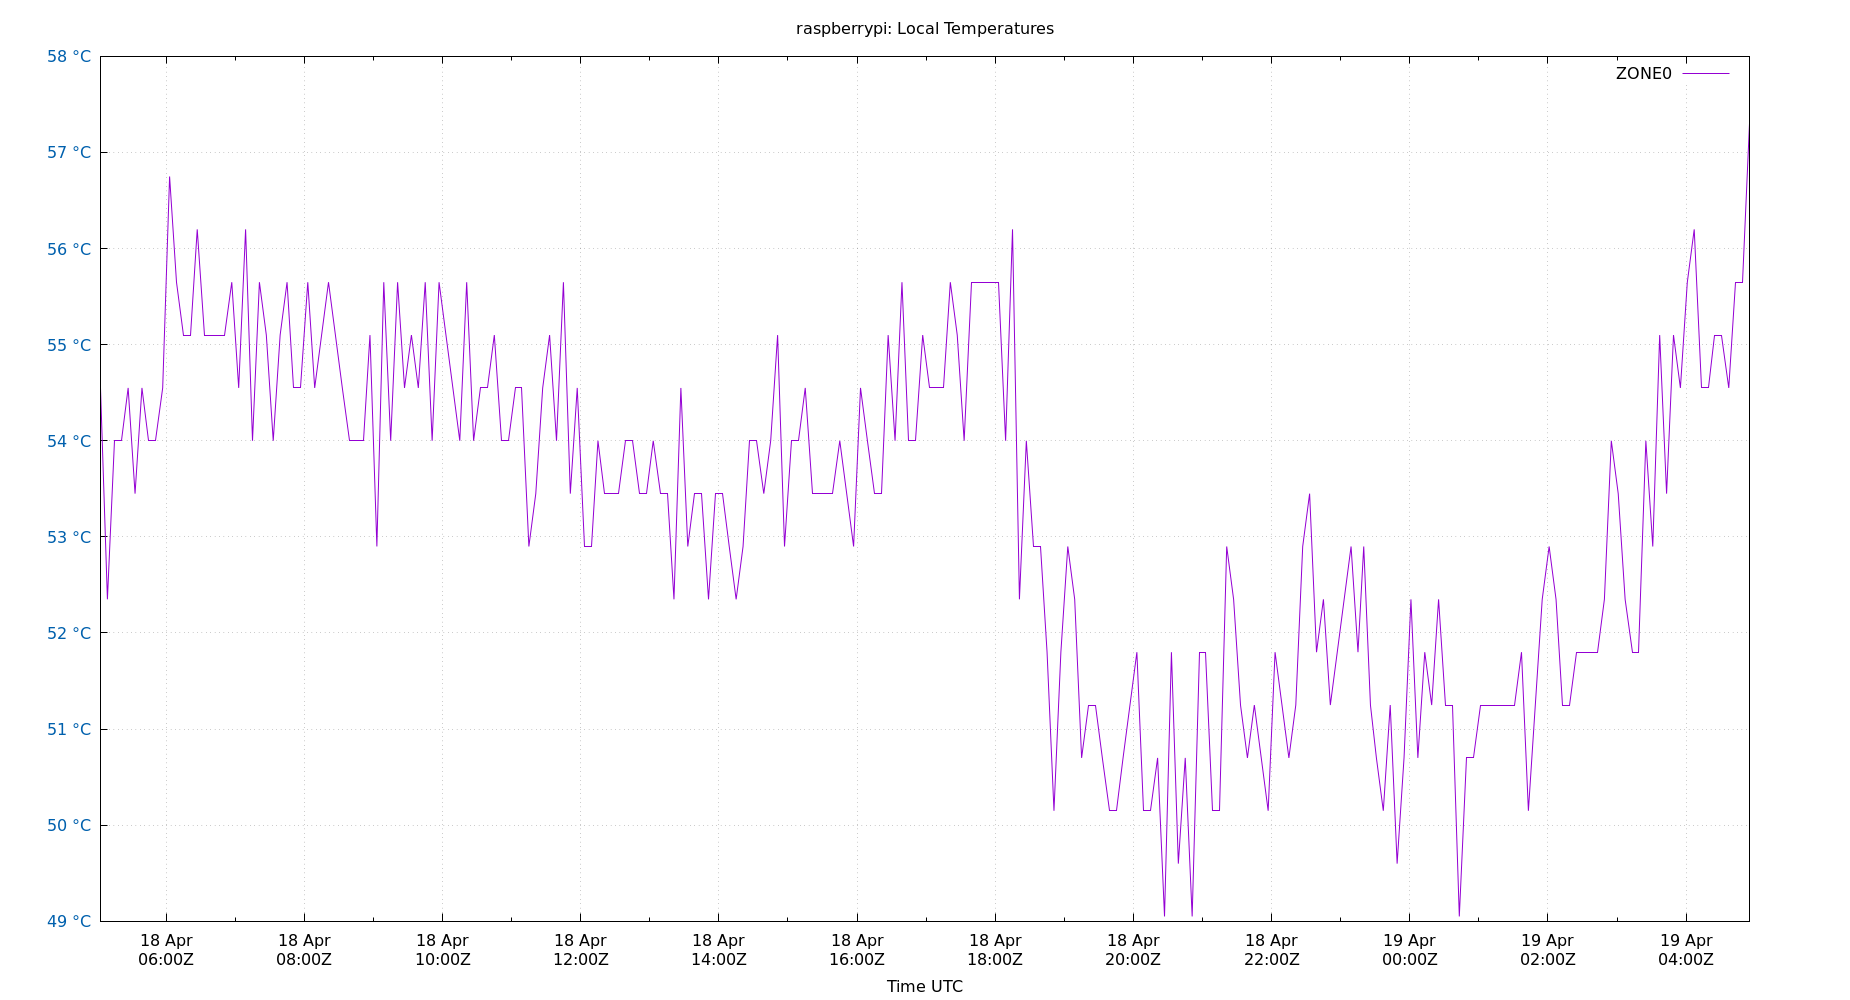 raspberrypi: Local Temperatures
ZONE0
58 °C
57 °C
56 °C
55 °C
54 °C
53 °C
52 °C
51 °C
50 °C
49 °C
18 Apr 18 Apr 18 Apr 18 Apr 18 Apr 18 Apr 18 Apr 18 Apr 18 Apr 19 Apr 19 Apr 19 Apr
06:00Z 08:00Z 10:00Z 12:00Z 14:00Z 16:00Z 18:00Z 20:00Z 22:00Z 00:00Z 02:00Z 04:00Z
Time UTC